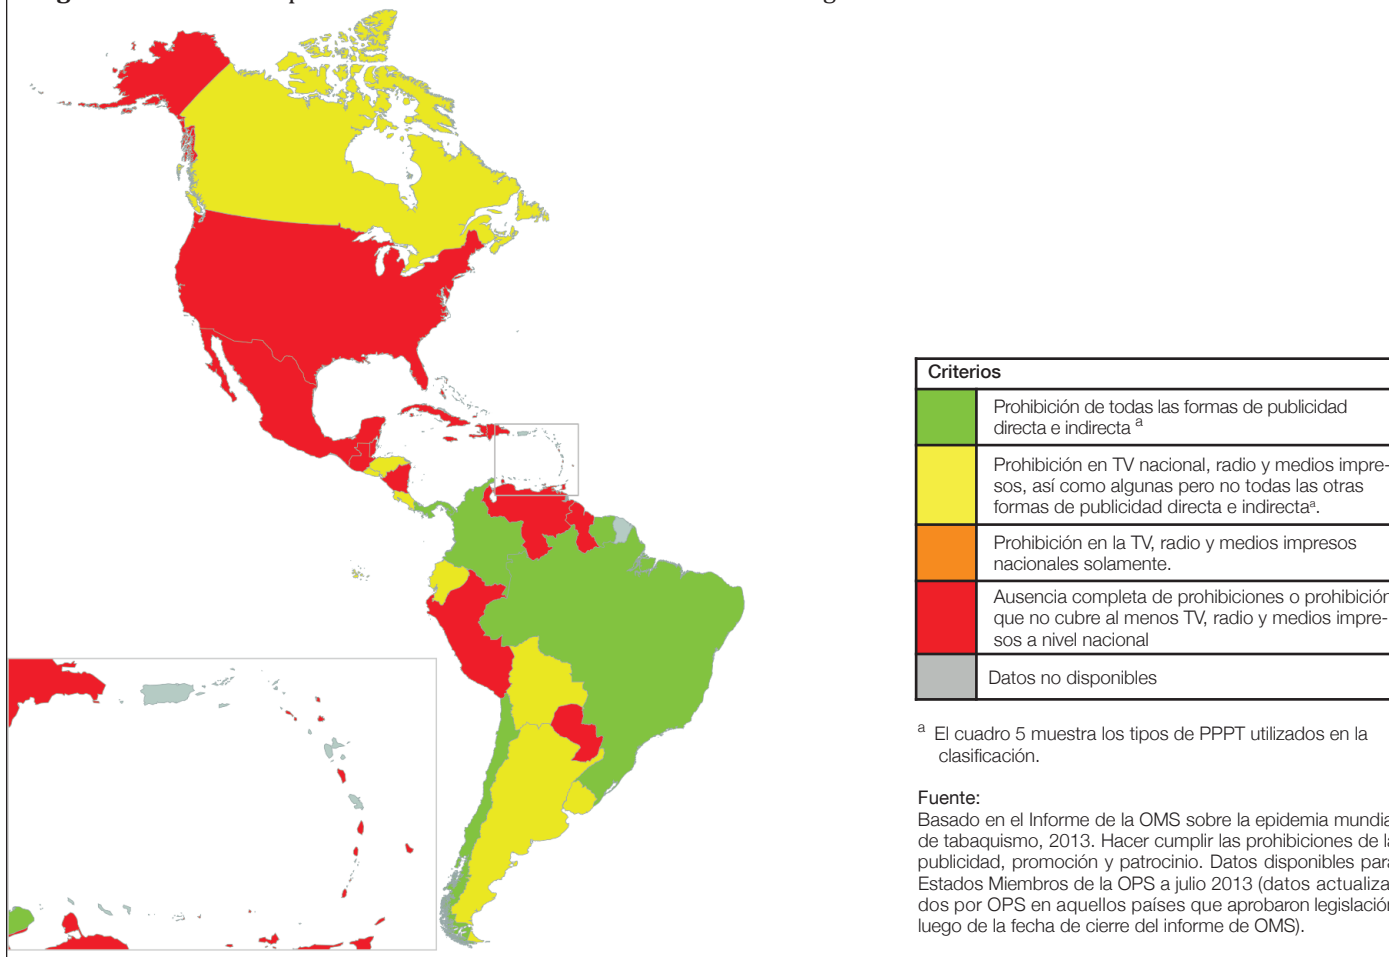 Criterios
Prohibición de todas las formas de publicidad
directa e indirecta a
Prohibición en TV nacional, radio y medios impre-
sos, así como algunas pero no todas las otras
formas de publicidad directa e indirectaa.
Prohibición en la TV, radio y medios impresos
nacionales solamente.
Ausencia completa de prohibiciones o prohibición
que no cubre al menos TV, radio y medios impre-
sos a nivel nacional
Datos no disponibles
a El cuadro 5 muestra los tipos de PPPT utilizados en la
clasificación.
Fuente:
Basado en el Informe de la OMS sobre la epidemia mundia
de tabaquismo, 2013. Hacer cumplir las prohibiciones de la
publicidad, promoción y patrocinio. Datos disponibles para
Estados Miembros de la OPS a julio 2013 (datos actualiza-
dos por OPS en aquellos países que aprobaron legislación
luego de la fecha de cierre del informe de OMS).